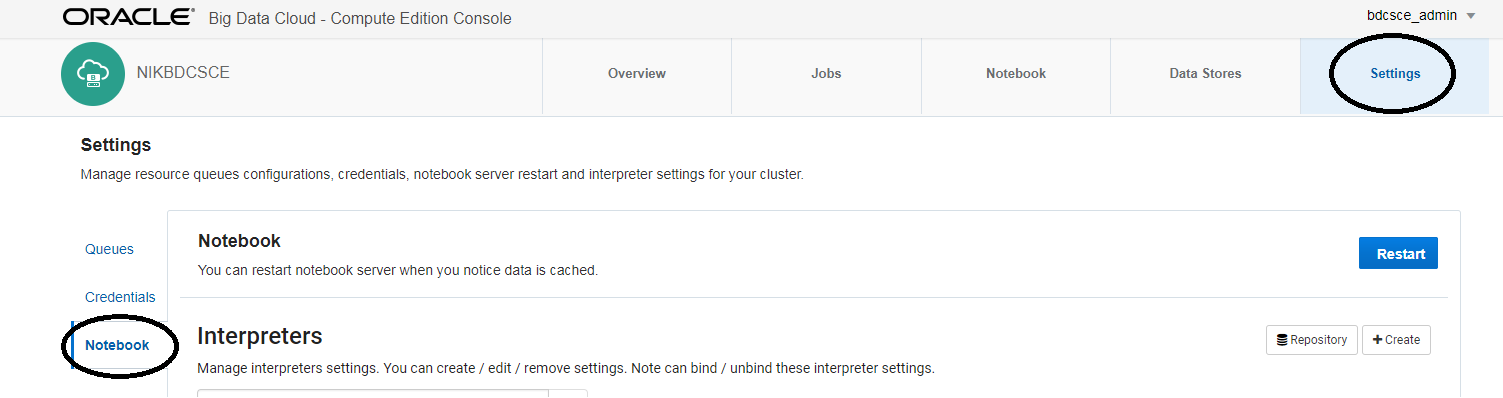 ORACLE® Big Data Cloud - Compute Edition Console
bdcsce_admin
NIKBDCSCE
Overview
Jobs
Notebook
Data Stores
Settings
Settings
Manage resource queues configurations, credentials, notebook server restart and interpreter settings for your cluster.
Queues
Credentials
Notebook
Notebook
You can restart notebook server when you notice data is cached.
Restart
Interpreters
Repository
Create
Manage interpreters settings. You can create / edit / remove settings. Note can bind / unbind these interpreter settings.